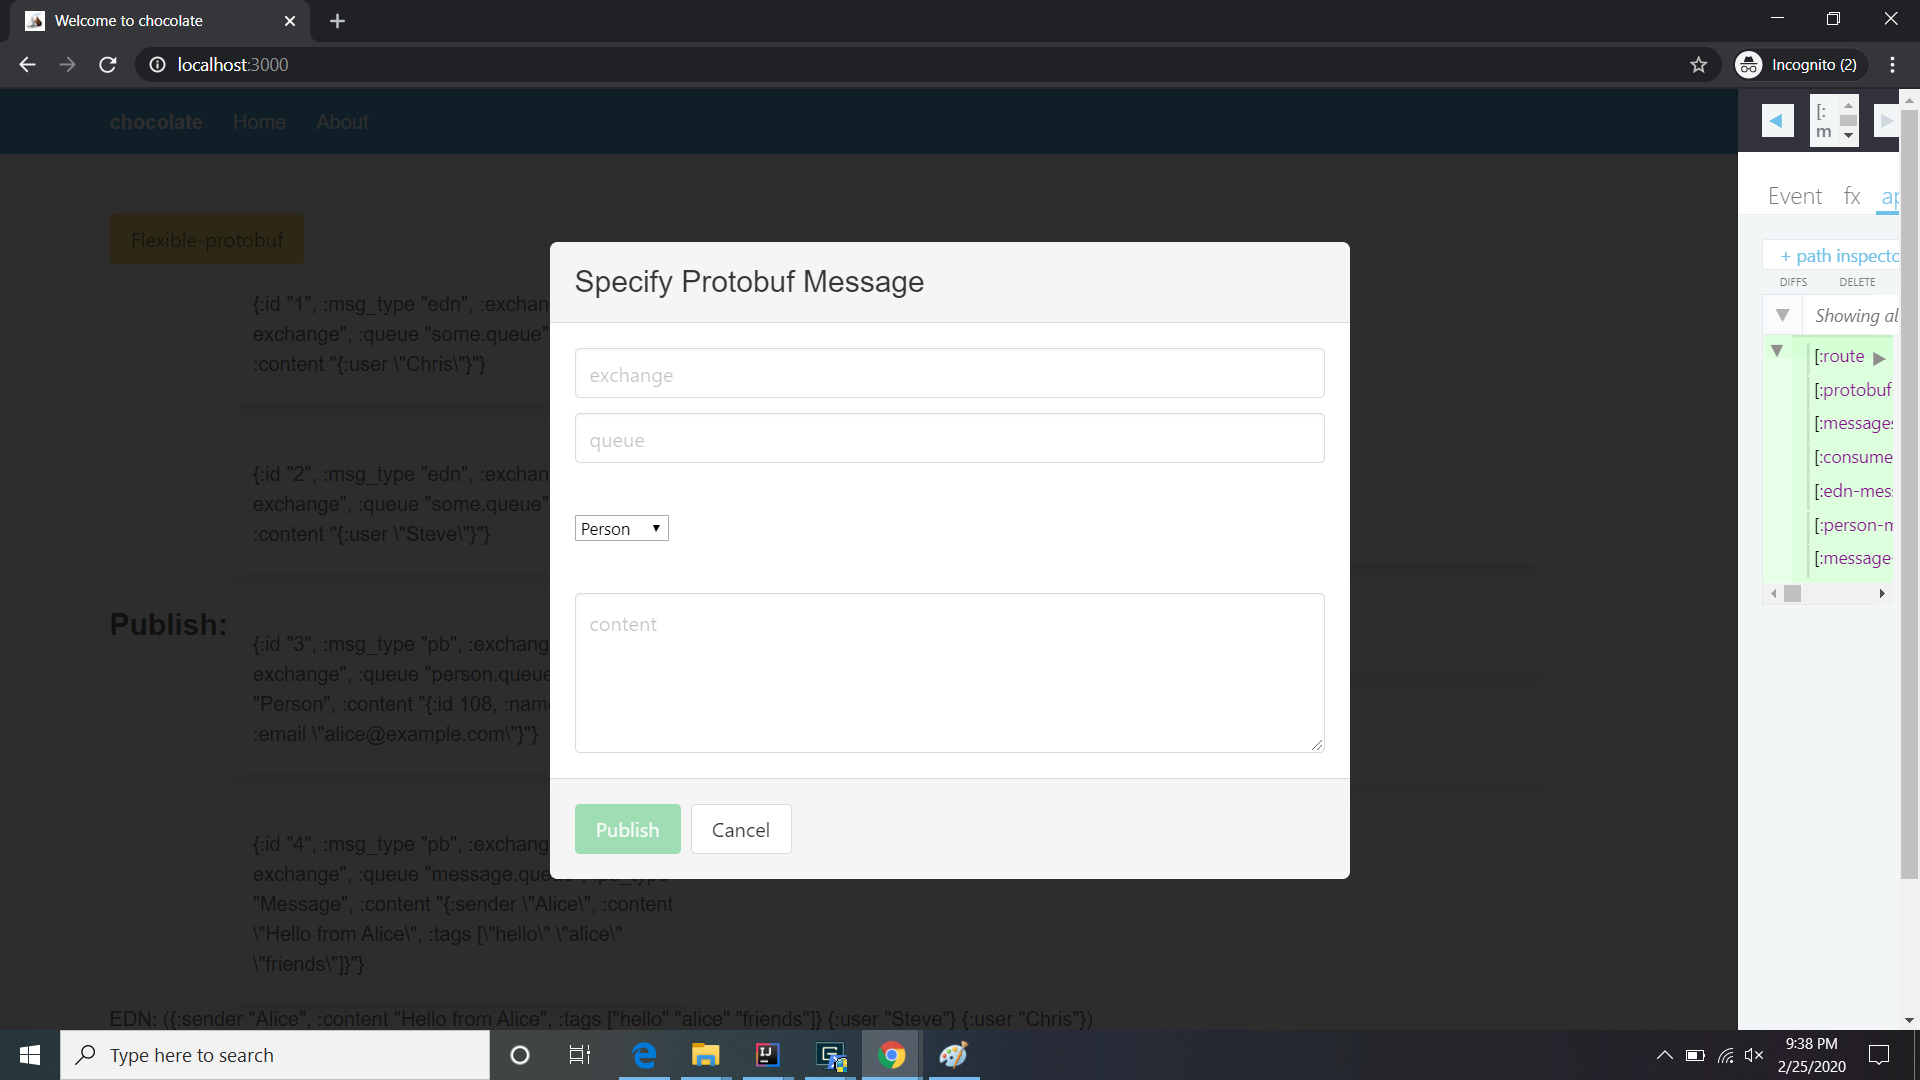 Welcome to chocolate
localhost:3000
Incognito (2)
chocolate Home About
[:
m
Event fx
Flexible-protobuf
+ path inspecto
DIFFS DELETE
Showing al
[:route
[:protobuf
[:messages
[:consume
[:edn-mes
[:person-m
[:message-
{:id "1", :msg_type "edn", :exchan
exchange", :queue "some.queue"
:content "{:user \"Chris\"}"}
{:id "2", :msg_type "edn", :exchan
exchange", :queue "some.queue"
:content "{:user \"Steve\"}"}
Publish:
{:id "3", :msg_type "pb", :exchang
exchange", :queue "person.queue
"Person", :content "{:id 108, :nam
:email \"alice@example.com\"}"}
{:id "4", :msg_type "pb", :exchang
exchange", :queue "message.queue", :pb_type
"Message", :content "{:sender \"Alice\", :content
\"Hello from Alice\", :tags [\"hello\" \"alice\"
\"friends\"]}"}
EDN: ({:sender "Alice", :content "Hello from Alice", :tags ["hello" "alice" "friends"]} {:user "Steve"} {:user "Chris"})
Specify Protobuf Message
exchange
queue
Person
content
Publish Cancel
Type here to search
9:38 PM
2/25/2020